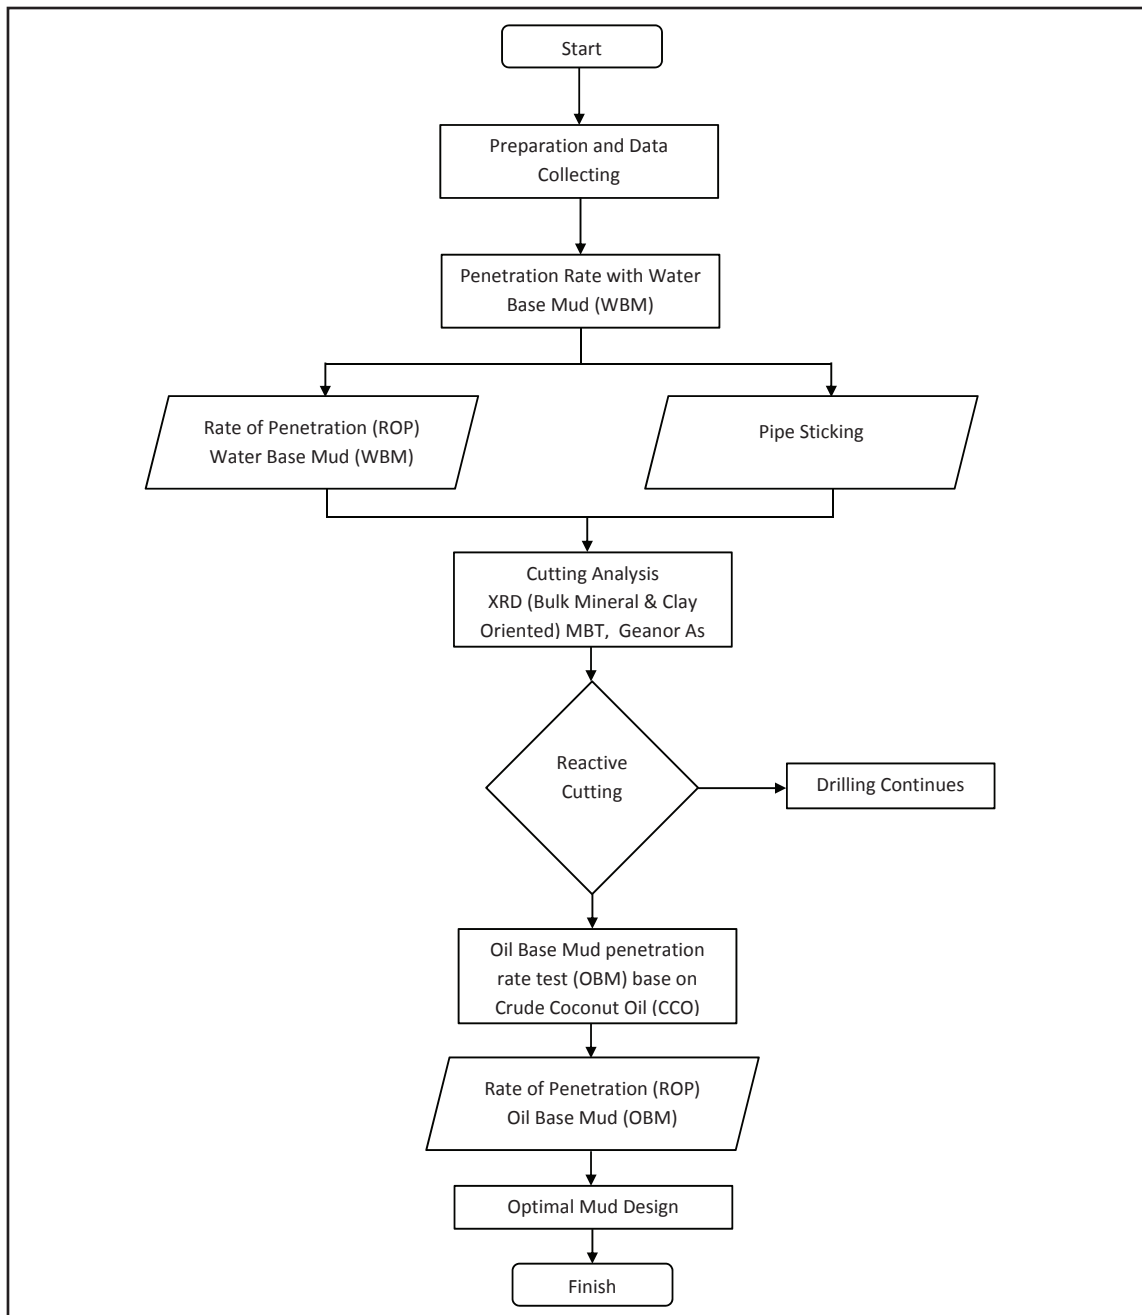 Start
Preparation and Data
Collecting
Penetration Rate with Water
Base Mud (WBM)
Rate of Penetration (ROP)
Water Base Mud (WBM)
Pipe Sticking
Cutting Analysis
XRD (Bulk Mineral & Clay
Oriented) MBT, Geanor As
Reactive
Cutting
Drilling Continues
Oil Base Mud penetration
rate test (OBM) base on
Crude Coconut Oil (CCO)
Rate of Penetration (ROP)
Oil Base Mud (OBM)
Optimal Mud Design
Finish